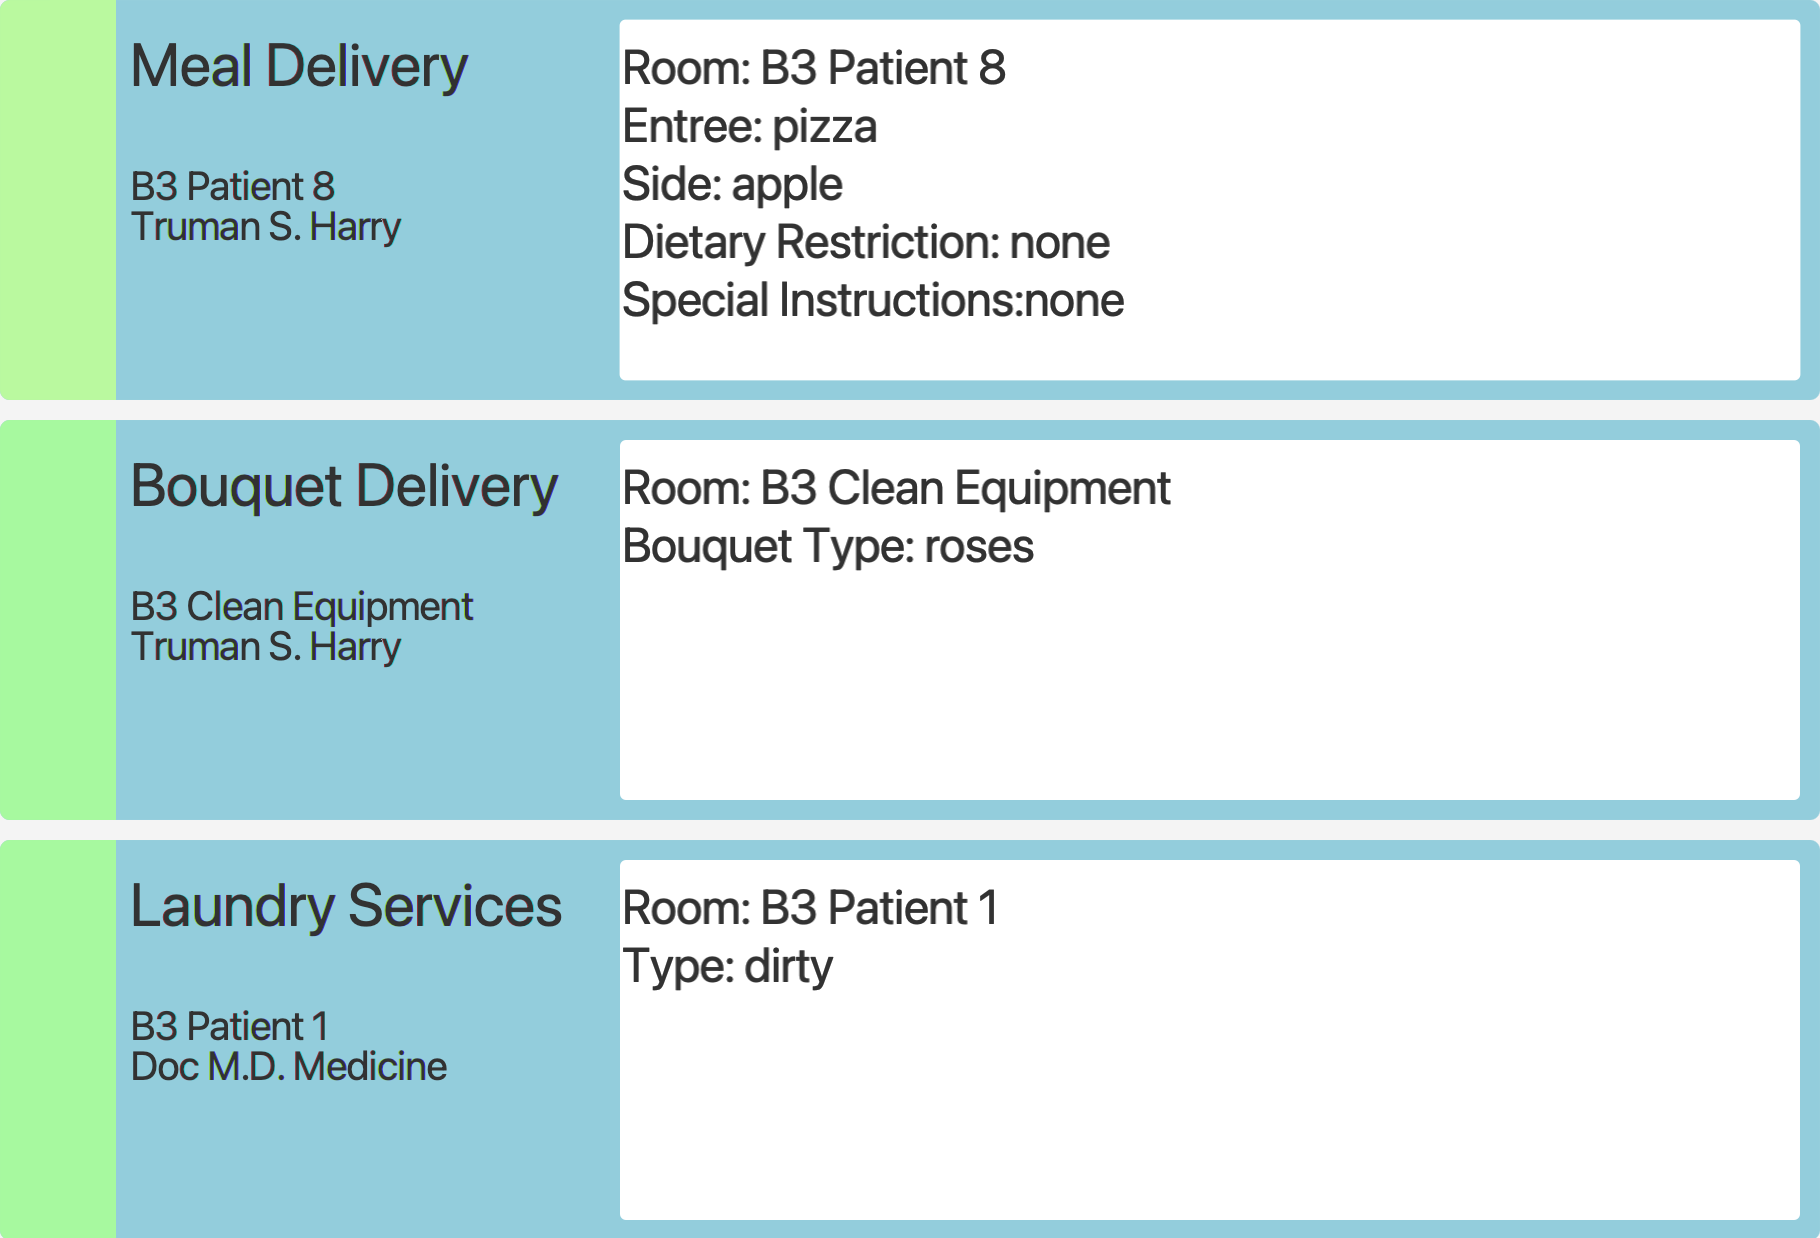 Meal Delivery
B3 Patient 8
Truman S. Harry
Room: B3 Patient 8
Entree: pizza
Side: apple
Dietary Restriction: none
Special Instructions:none
Bouquet Delivery
B3 Clean Equipment
Truman S. Harry
Room: B3 Clean Equipment
Bouquet Type: roses
Laundry Services
B3 Patient 1
Doc M.D. Medicine
Room: B3 Patient 1
Type: dirty